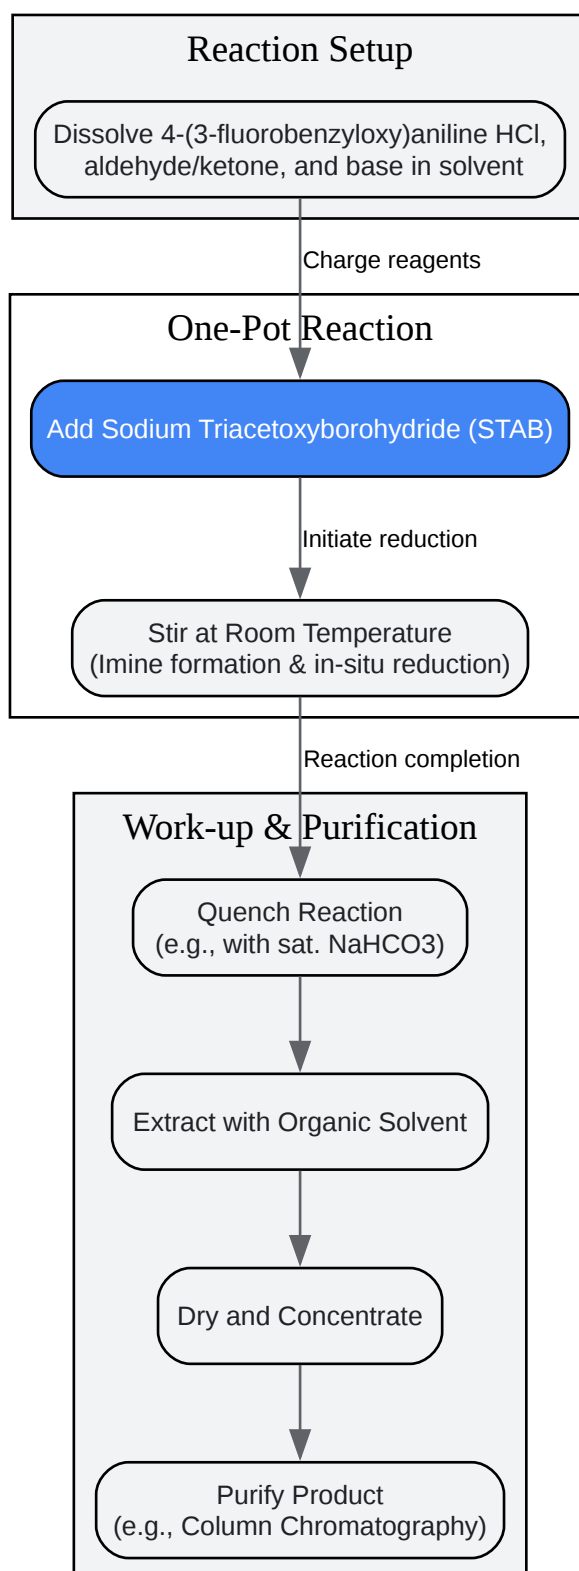 Reaction Setup
Dissolve 4-(3-fluorobenzyloxy)aniline HCl,
aldehyde/ketone, and base in solvent
Charge reagents
One-Pot Reaction
Add Sodium Triacetoxyborohydride (STAB)
Initiate reduction
Stir at Room Temperature
(Imine formation & in-situ reduction)
Reaction completion
Work-up & Purification
Quench Reaction
(e.g., with sat. NaHCO3)
Extract with Organic Solvent
Dry and Concentrate
Purify Product
(e.g., Column Chromatography)